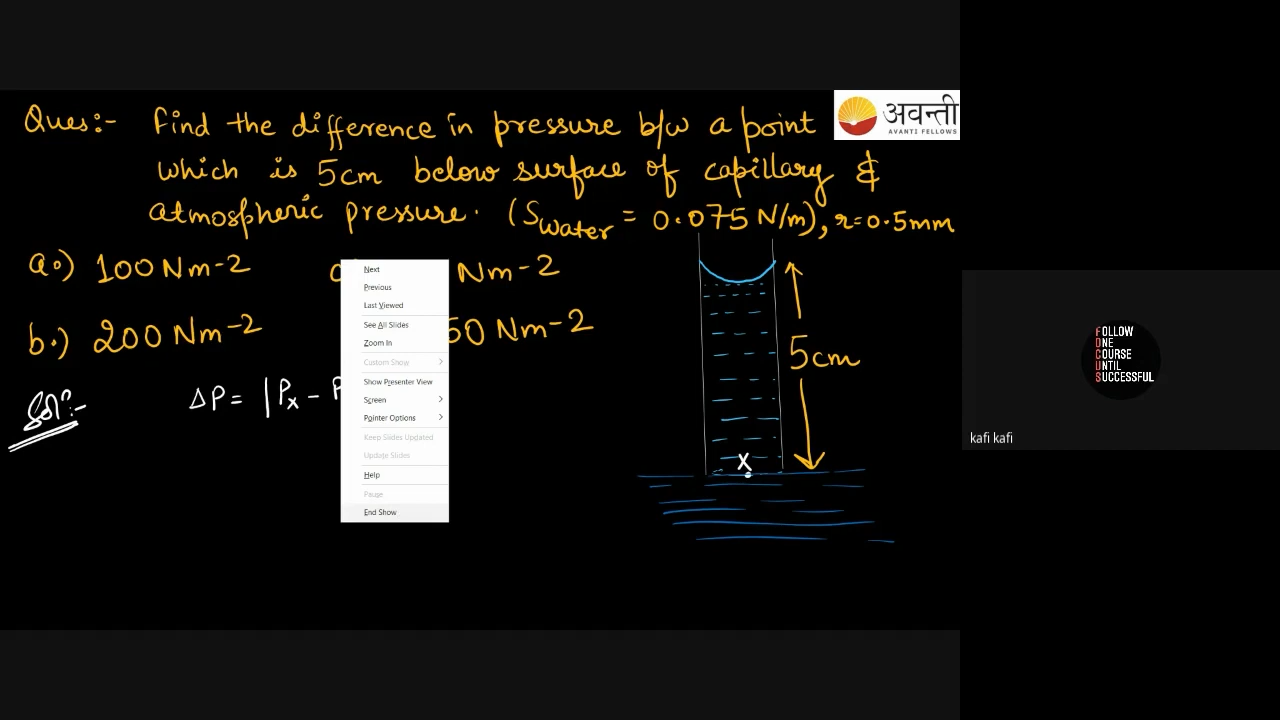 Ques:- Find the difference in pressure b/w a point
which is 5cm below surface of capillary &
atmospheric pressure. (Swater = 0.075 N/m), r=0.5mm
अवन्ती
AVANTI FELLOWS
a.) 100 Nm-2
Nm-2
b.) 200 Nm-2
50 Nm-2
Sol:-
ΔP = |Px - P
Next
Previous
Last Viewed
See All Slides
Zoom In
Custom Show
Show Presenter View
Screen
Pointer Options
Keep Slides Updated
Update Slides
Help
Pause
End Show
5cm
X
FOLLOW
ONE
COURSE
UNTIL
SUCCESSFUL
kafi kafi